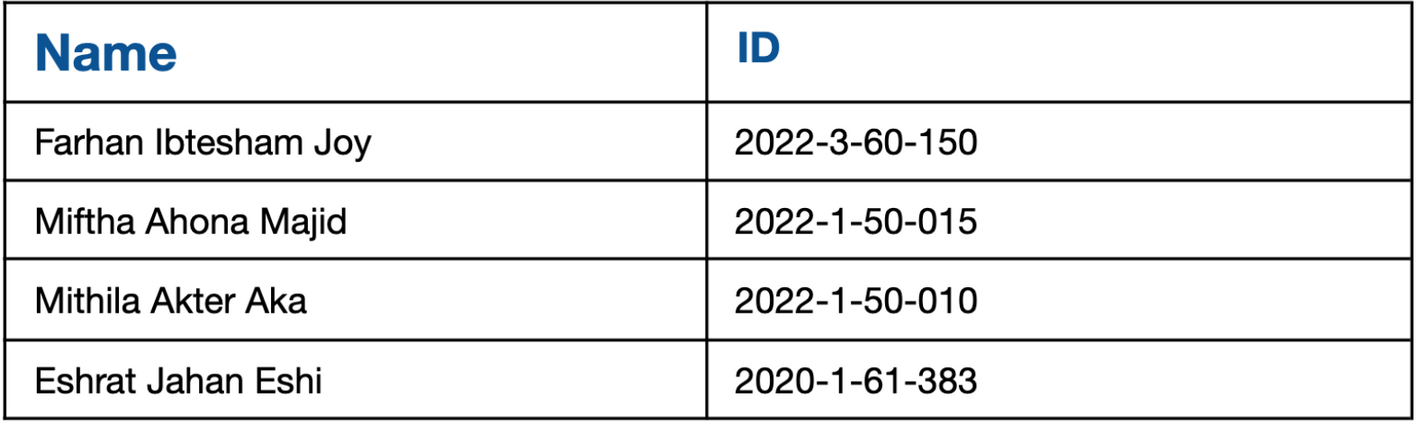 Name ID
Farhan Ibtesham Joy 2022-3-60-150
Miftha Ahona Majid 2022-1-50-015
Mithila Akter Aka 2022-1-50-010
Eshrat Jahan Eshi 2020-1-61-383